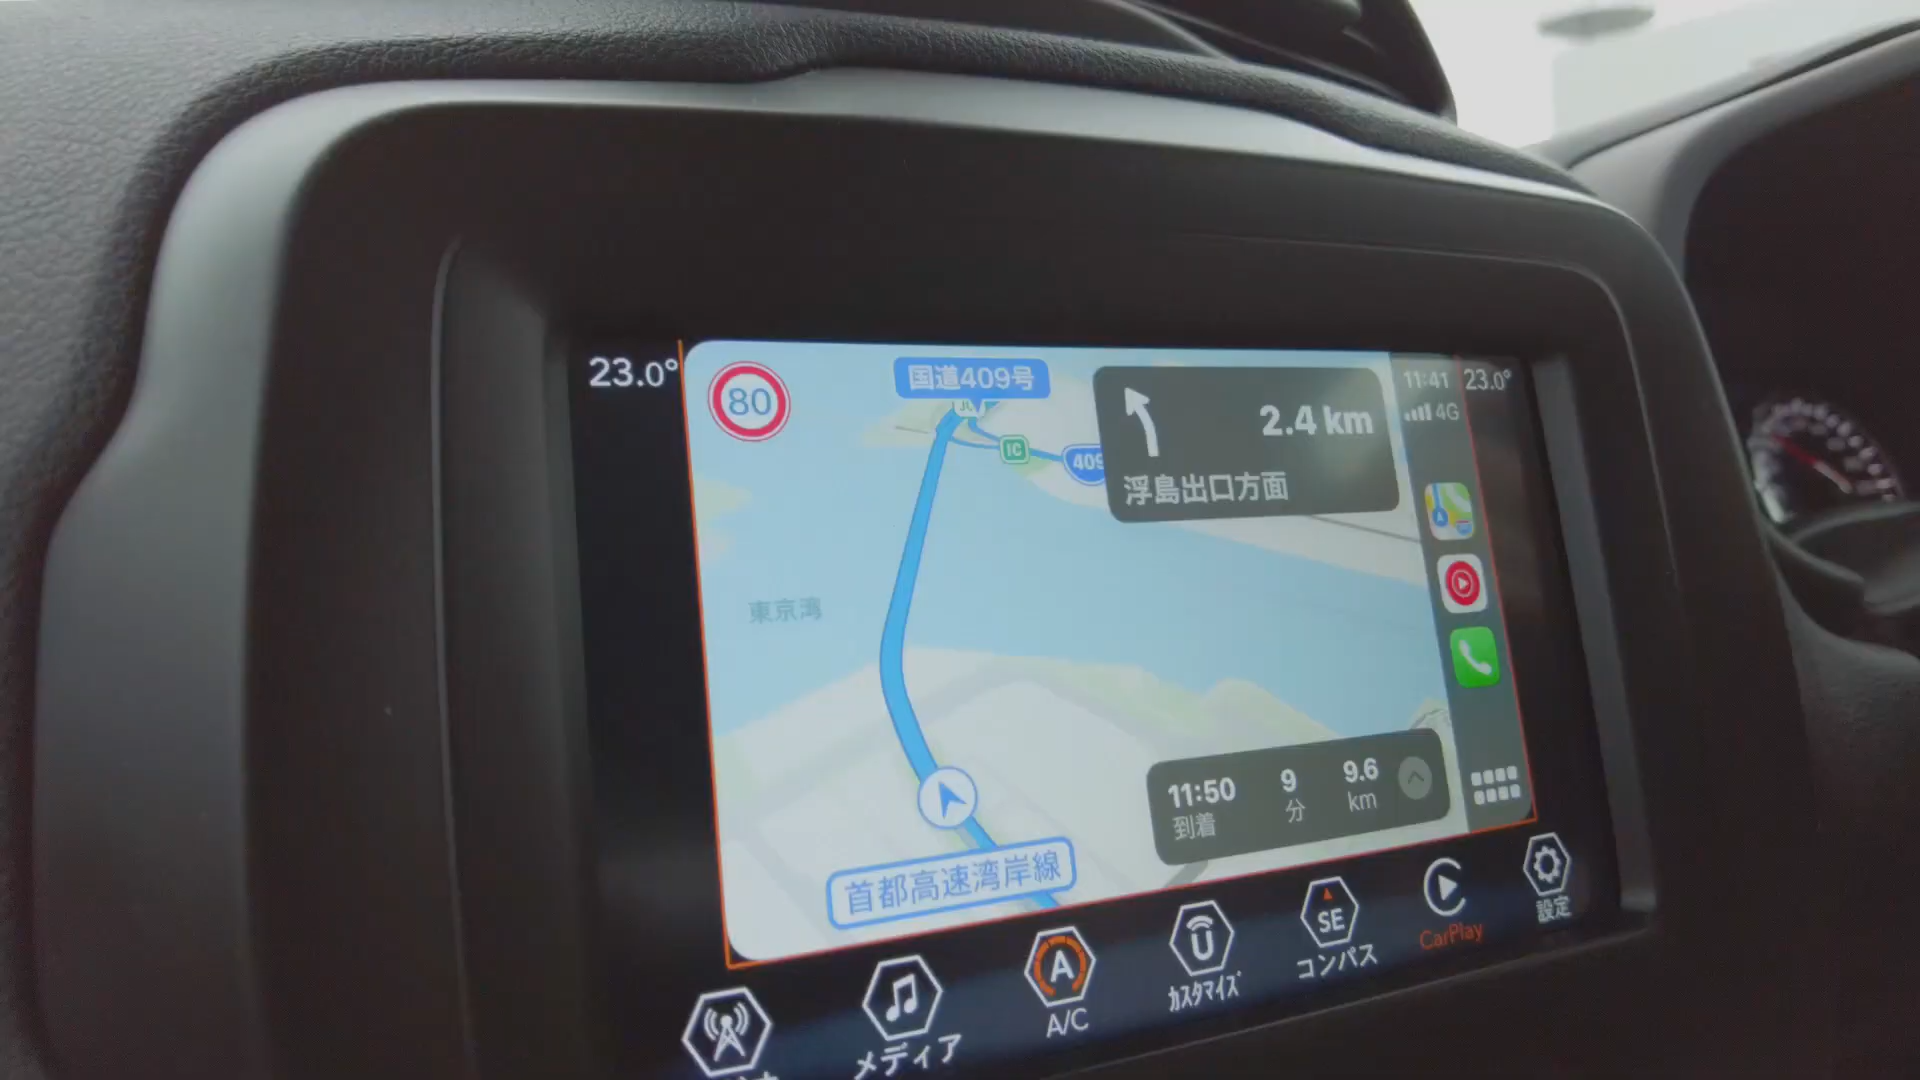 23.0°
80
国道409号
IC
409
2.4 km
浮島出口方面
11:41
23.0°
4G
東京湾
11:50
到着
9
分
9.6
km
首都高速湾岸線
メディア
A
A/C
U
カスタマイズ
SE
コンパス
CarPlay
設定